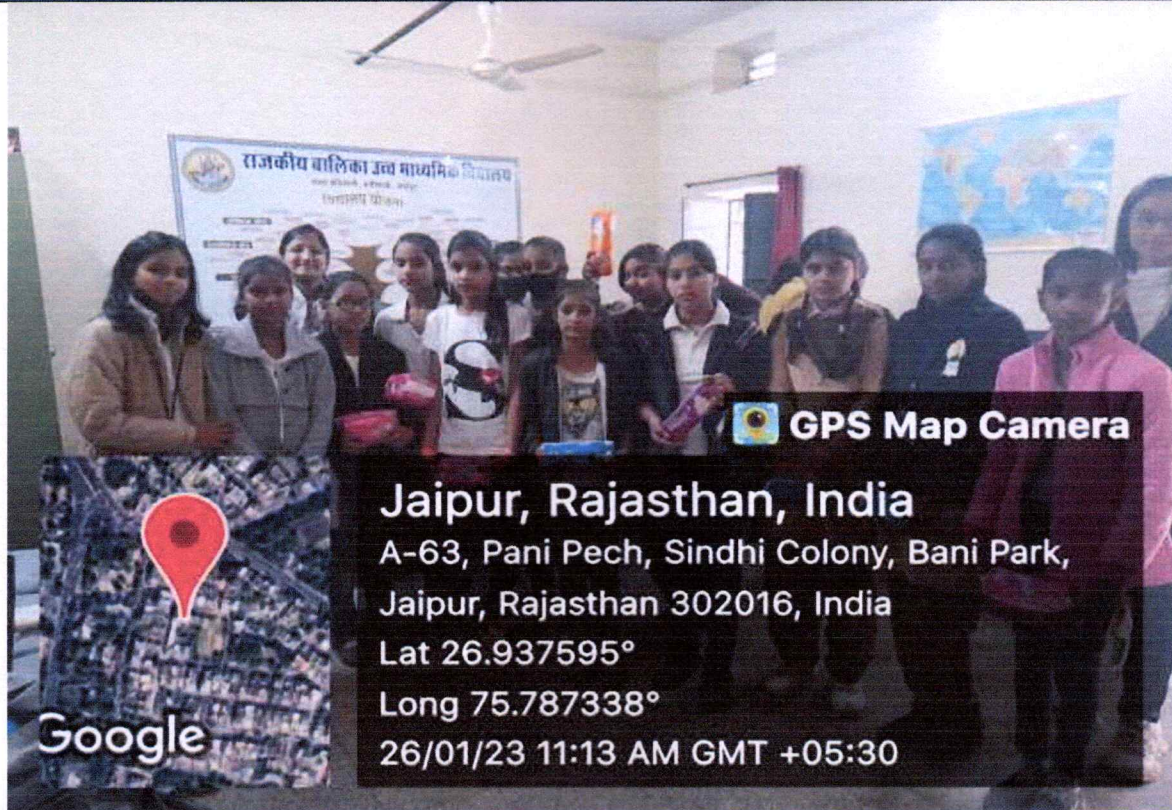 राजकीय बालिका उच्च माध्यमिक विद्यालय
GPS Map Camera
Jaipur, Rajasthan, India
A-63, Pani Pech, Sindhi Colony, Bani Park,
Jaipur, Rajasthan 302016, India
Lat 26.937595°
Long 75.787338°
26/01/23 11:13 AM GMT +05:30
Google